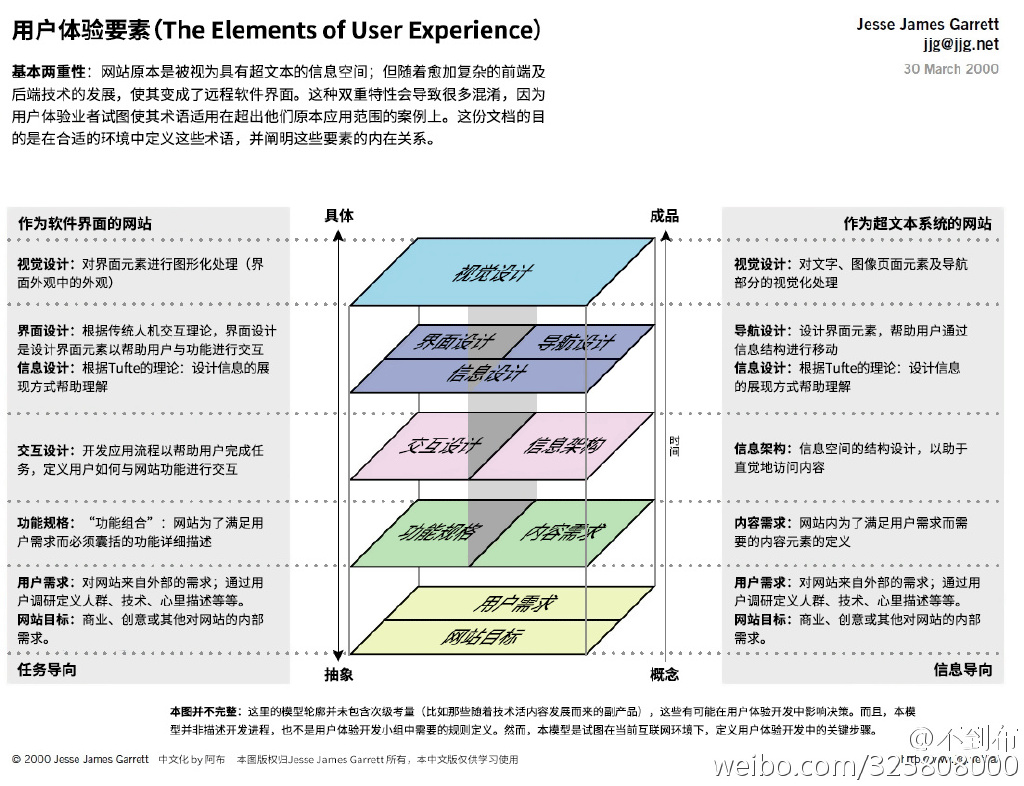 用户体验要素（The Elements of User Experience）
Jesse James Garrett
jjg@jjg.net
30 March 2000
基本两重性：网站原本是被视为具有超文本的信息空间；但随着愈加复杂的前端及
后端技术的发展，使其变成了远程软件界面。这种双重特性会导致很多混淆，因为
用户体验业者试图使其术语适用在超出他们原本应用范围的案例上。这份文档的目
的是在合适的环境中定义这些术语，并阐明这些要素的内在关系。
作为软件界面的网站
视觉设计：对界面元素进行图形化处理（界
面外观中的外观）
界面设计：根据传统人机交互理论，界面设计
是设计界面元素以帮助用户与功能进行交互
信息设计：根据Tufte的理论：设计信息的展
现方式帮助理解
交互设计：开发应用流程以帮助用户完成任
务，定义用户如何与网站功能进行交互
功能规格：“功能组合”：网站为了满足用
户需求而必须囊括的功能详细描述
用户需求：对网站来自外部的需求；通过用
户调研定义人群、技术、心里描述等等。
网站目标：商业、创意或其他对网站的内部
需求。
任务导向
具体
成品
视觉设计
界面设计
导航设计
信息设计
交互设计
信息架构
时间
功能规格
内容需求
用户需求
网站目标
抽象
概念
作为超文本系统的网站
视觉设计：对文字、图像页面元素及导航
部分的视觉化处理
导航设计：设计界面元素，帮助用户通过
信息结构进行移动
信息设计：根据Tufte的理论：设计信息
的展现方式帮助理解
信息架构：信息空间的结构设计，以助于
直觉地访问内容
内容需求：网站内为了满足用户需求而需
要的内容元素的定义
用户需求：对网站来自外部的需求；通过用
户调研定义人群、技术、心里描述等等。
网站目标：商业、创意或其他对网站的内部
需求。
信息导向
本图并不完整：这里的模型轮廓并未包含次级考量（比如那些随着技术活内容发展而来的副产品），这些有可能在用户体验开发中影响决策。而且，本模
型并非描述开发进程，也不是用户体验开发小组中需要的规则定义。然而，本模型是试图在当前互联网环境下，定义用户体验开发中的关键步骤。
© 2000 Jesse James Garrett 中文化 by 阿布 本图版权归Jesse James Garrett 所有，本中文版仅供学习使用
@不到布
weibo.com/325808000